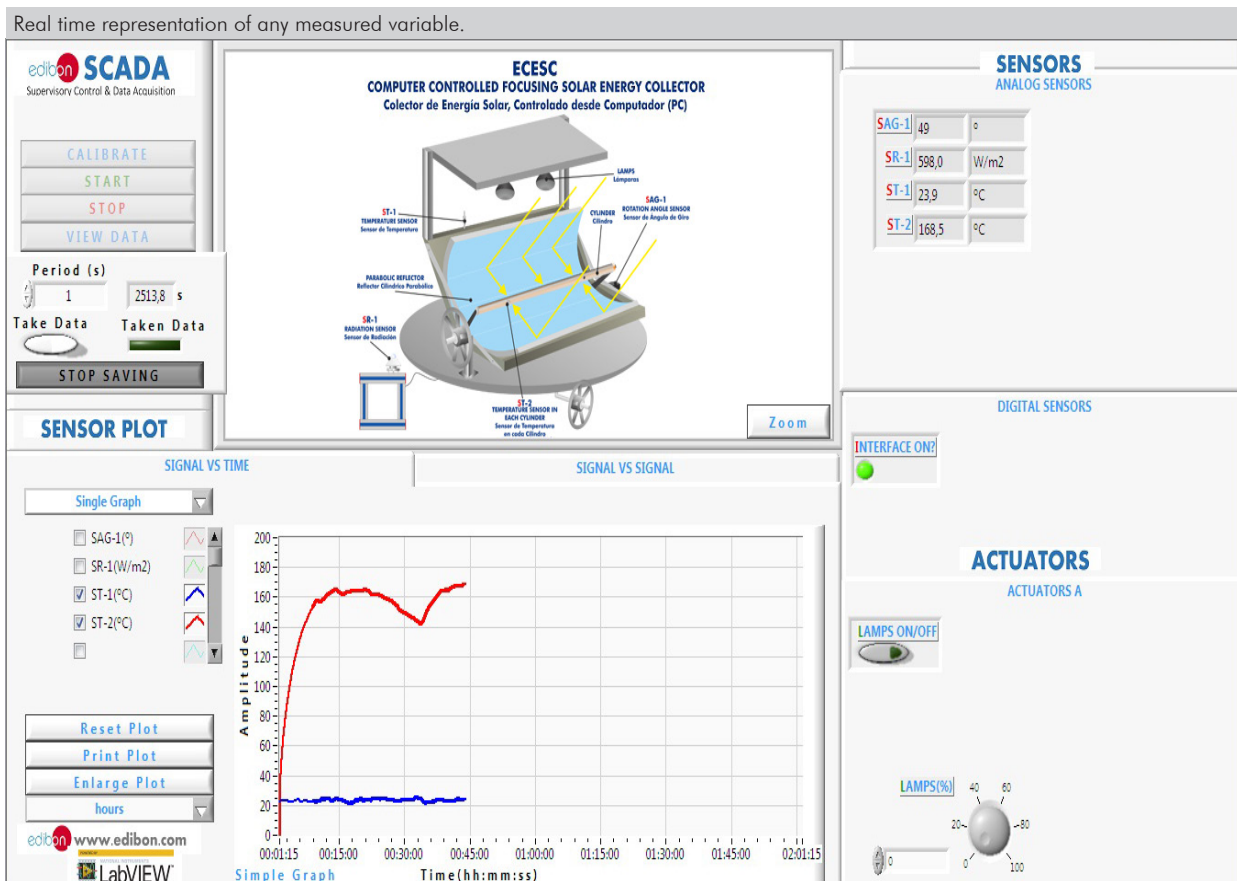 Real time representation of any measured variable.
edibon SCADA
Supervisory Control & Data Acquisition
CALIBRATE
START
STOP
VIEW DATA
Period (s)
1
2513,8 s
Take Data
Taken Data
STOP SAVING
ECESC
COMPUTER CONTROLLED FOCUSING SOLAR ENERGY COLLECTOR
Colector de Energía Solar, Controlado desde Computador (PC)
LAMPS
Lámparas
SAG-1
ROTATION ANGLE SENSOR
Sensor de Angulo de Giro
CYLINDER
Cilindro
ST-1
TEMPERATURE SENSOR
Sensor de Temperatura
PARABOLIC REFLECTOR
Reflector Cilíndrico Parabólico
SR-1
RADIATION SENSOR
Sensor de Radiación
ST-2
TEMPERATURE SENSOR IN
EACH CYLINDER
Sensor de Temperatura
en cada Cilindro
Zoom
SENSORS
ANALOG SENSORS
SAG-1 49 º
SR-1 598,0 W/m2
ST-1 23,9 ºC
ST-2 168,5 ºC
DIGITAL SENSORS
INTERFACE ON?
ACTUATORS
ACTUATORS A
LAMPS ON/OFF
LAMPS(%)
0
0
20
40
60
80
100
SENSOR PLOT
SIGNAL VS TIME
SIGNAL VS SIGNAL
Single Graph
SAG-1(º)
SR-1(W/m2)
ST-1(ºC)
ST-2(ºC)
Reset Plot
Print Plot
Enlarge Plot
hours
edibon www.edibon.com
NATIONAL INSTRUMENTS
LabVIEW™
Amplitude
200
180
160
140
120
100
80
60
40
20
0
00:01:15 00:15:00 00:30:00 00:45:00 01:00:00 01:15:00 01:30:00 01:45:00 02:01:15
Simple Graph
Time(hh:mm:ss)